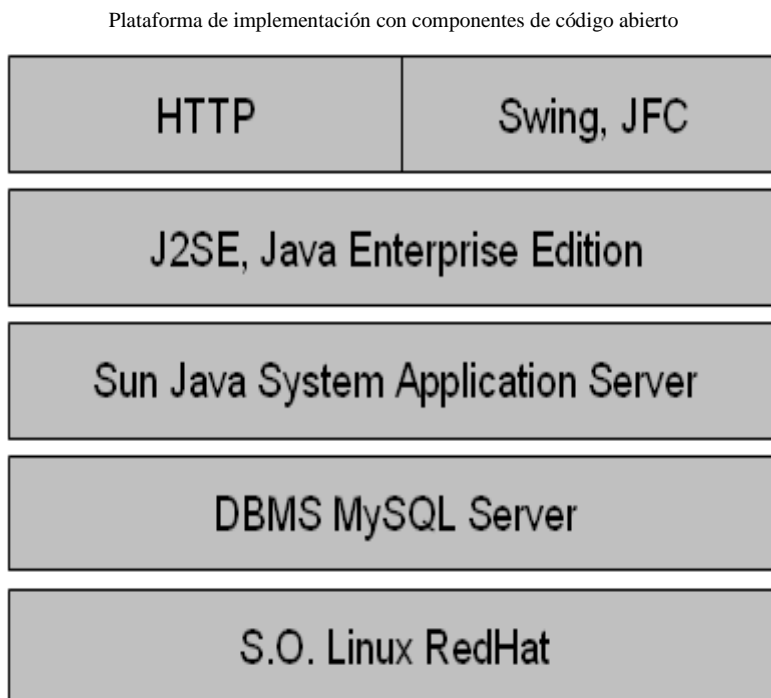 Plataforma de implementación con componentes de código abierto
HTTP
Swing, JFC
J2SE, Java Enterprise Edition
Sun Java System Application Server
DBMS MySQL Server
S.O. Linux RedHat